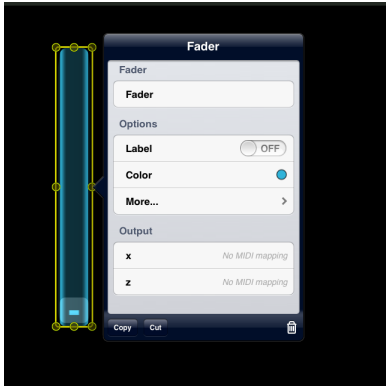 Fader
Fader
Fader
Options
Label OFF
Color
More...
Output
x No MIDI mapping
z No MIDI mapping
Copy Cut